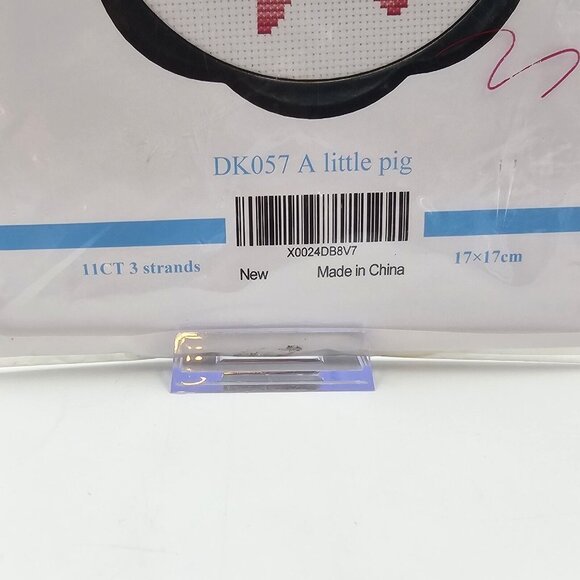 DK057 A little pig
X0024DB8V7
11CT 3 strands
New Made in China
17×17cm